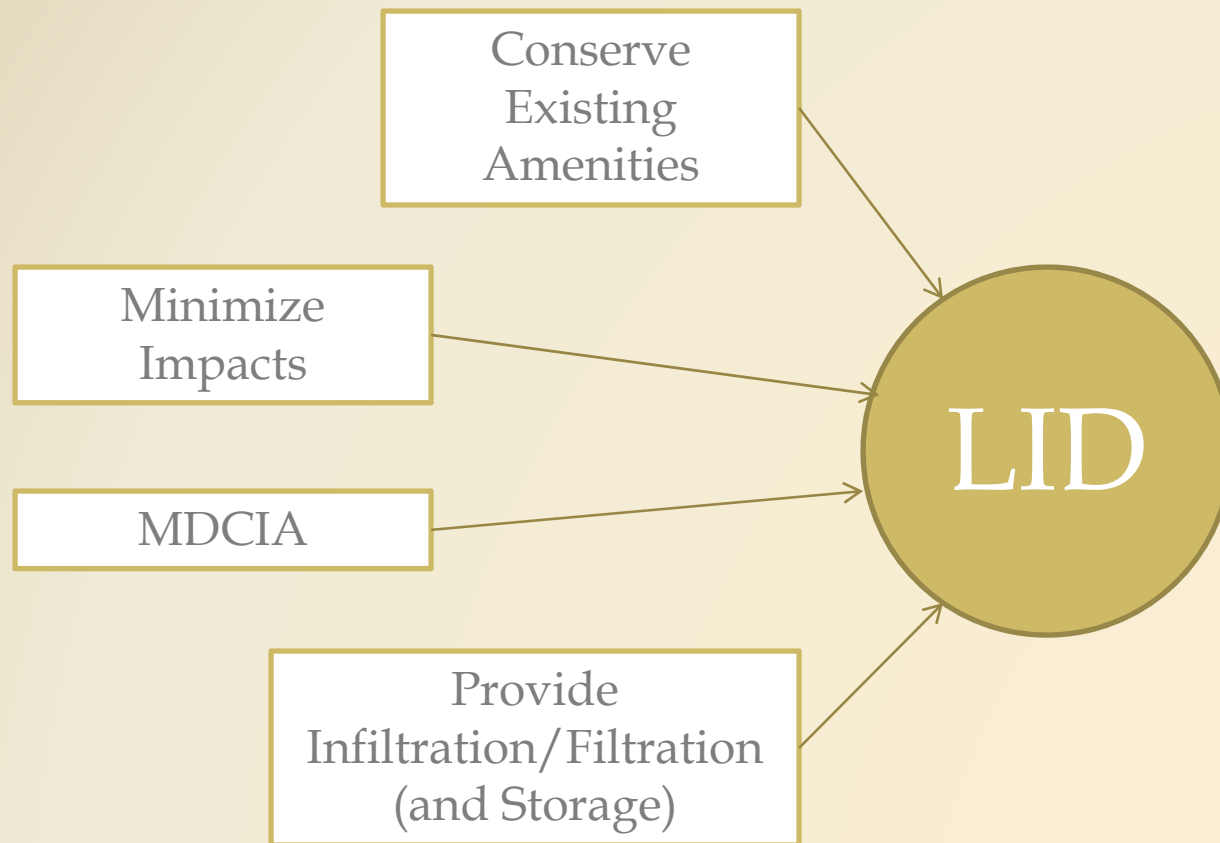 Conserve
Existing
Amenities
Minimize
Impacts
MDCIA
Provide
Infiltration/Filtration
(and Storage)
LID